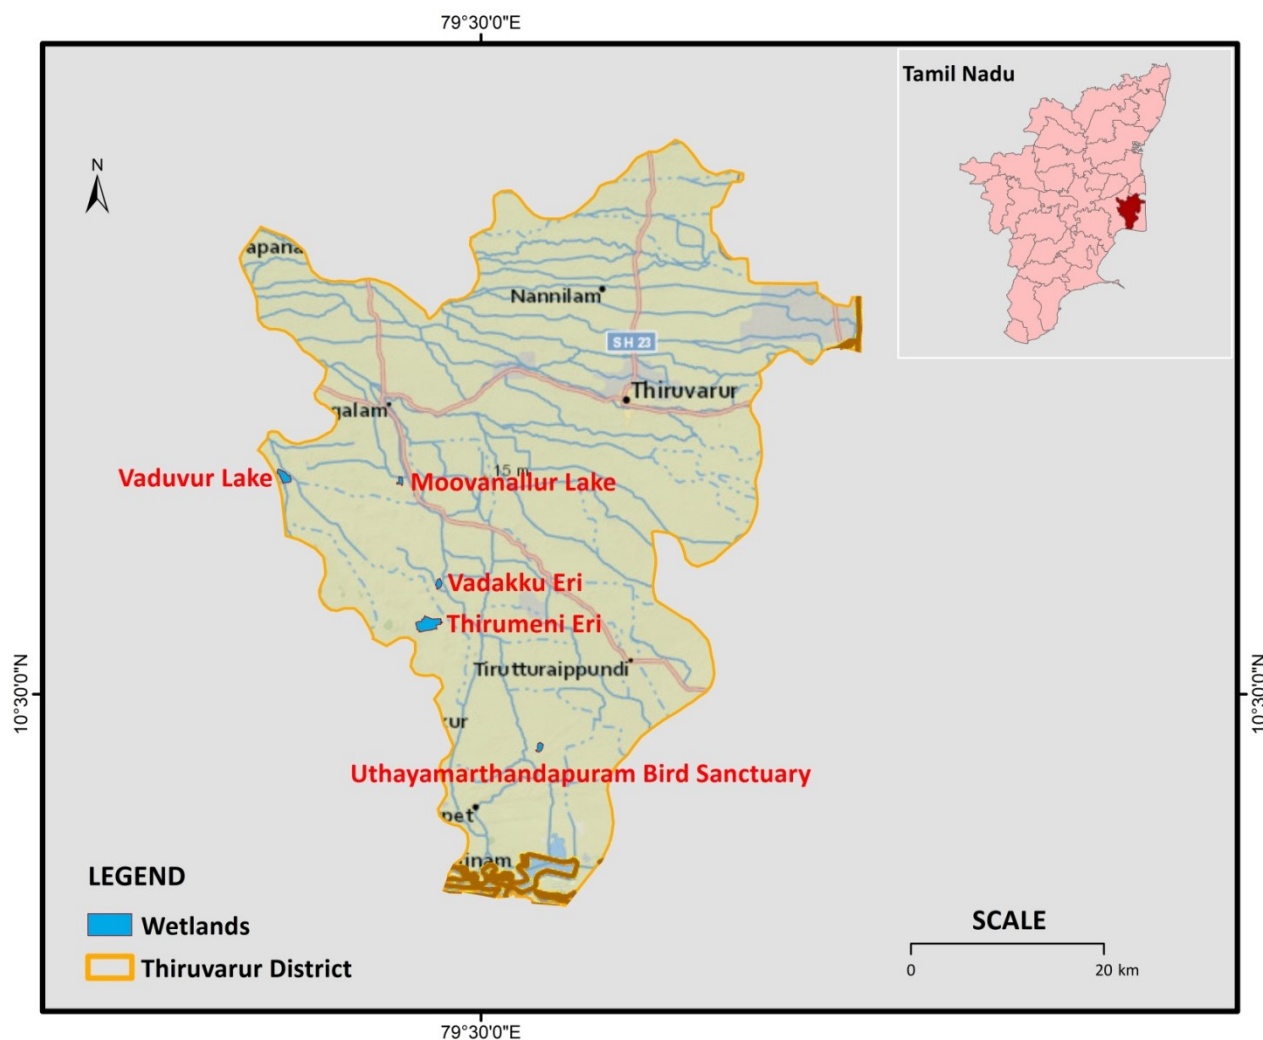 79°30'0"E
Tamil Nadu
N
apana
Nannilam
SH 23
Thiruvarur
galam
15 m
Vaduvur Lake
Moovanallur Lake
Vadakku Eri
Thirumeni Eri
Tirutturaippundi
10°30'0"N
10°30'0"N
ur
Uthayamarthandapuram Bird Sanctuary
pet
inam
LEGEND
Wetlands
Thiruvarur District
SCALE
0 20 km
79°30'0"E